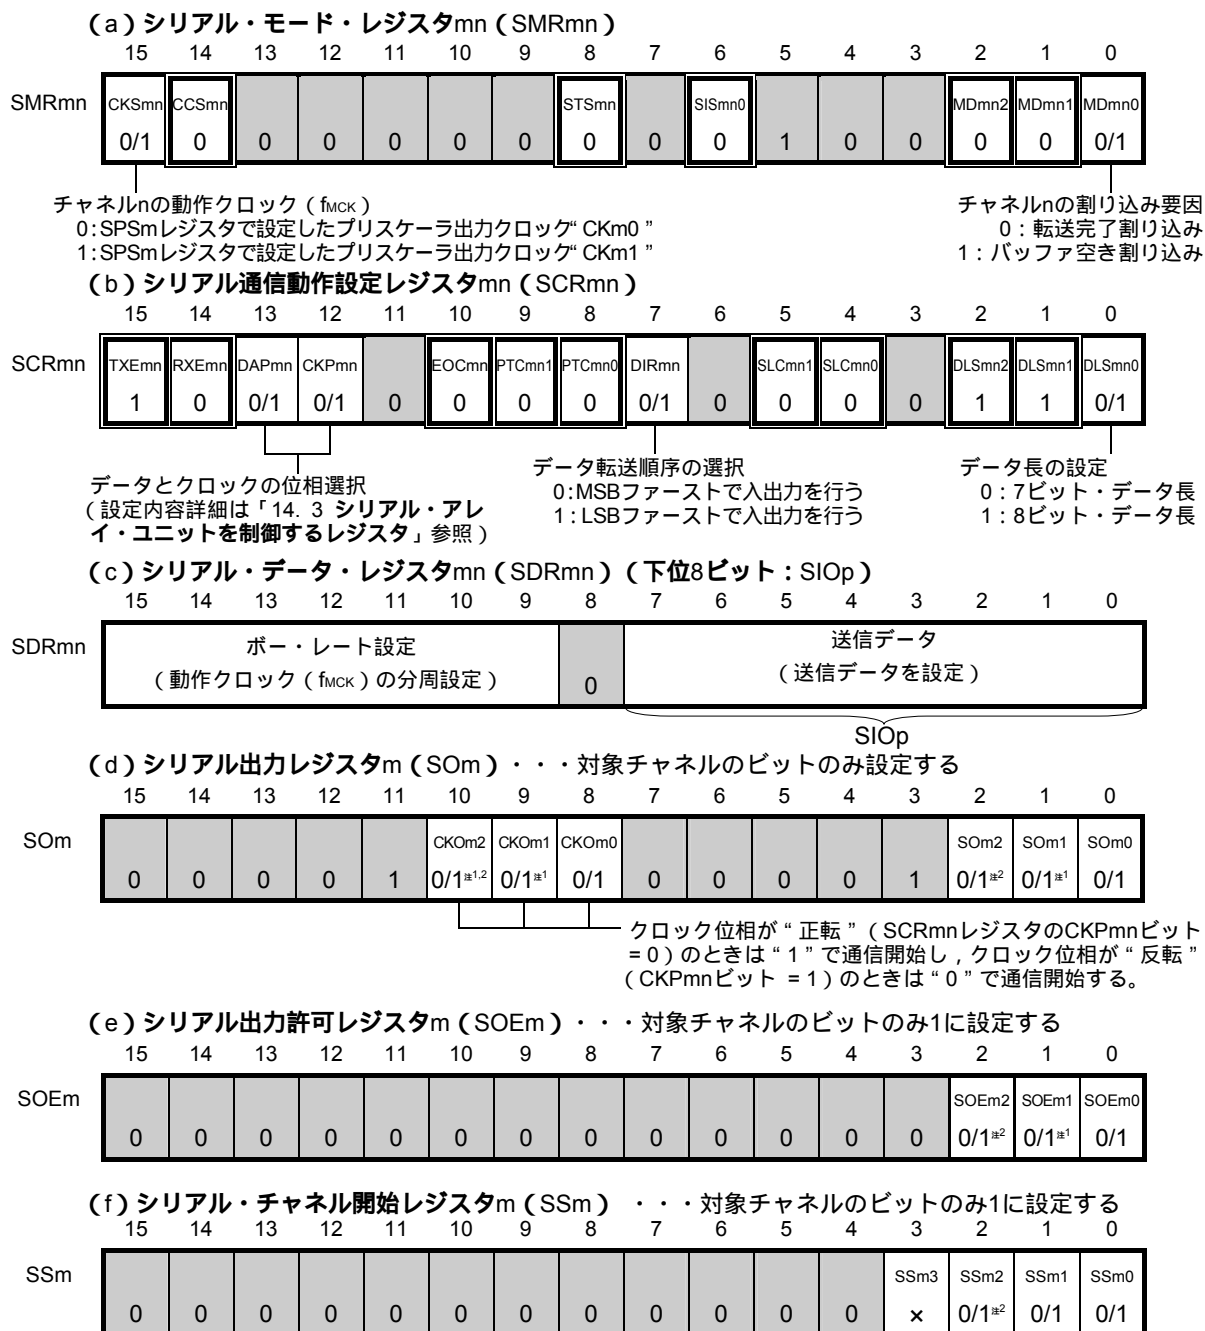 (a) シリアル・モード・レジスタmn (SMRmn)
15 14 13 12 11 10 9 8 7 6 5 4 3 2 1 0
SMRmn CKSmn CCSmn STSmn SISmn0 MDmn2 MDmn1 MDmn0
0/1 0 0 0 0 0 0 0 0 0 1 0 0 0 0 0/1
チャネルnの動作クロック (fMCK)
0:SPSmレジスタで設定したプリスケーラ出力クロック“CKm0”
1:SPSmレジスタで設定したプリスケーラ出力クロック“CKm1”
チャネルnの割り込み要因
0:転送完了割り込み
1:バッファ空き割り込み
(b) シリアル通信動作設定レジスタmn (SCRmn)
15 14 13 12 11 10 9 8 7 6 5 4 3 2 1 0
SCRmn TXEmn RXEmn DAPmn CKPmn EOCmn PTCmn1 PTCmn0 DIRmn SLCmn1 SLCmn0 DLSmn2 DLSmn1 DLSmn0
1 0 0/1 0/1 0 0 0 0 0/1 0 0 0 0 1 1 0/1
データとクロックの位相選択
(設定内容詳細は「14. 3 シリアル・アレ
イ・ユニットを制御するレジスタ」参照)
データ転送順序の選択
0:MSBファーストで入出力を行う
1:LSBファーストで入出力を行う
データ長の設定
0:7ビット・データ長
1:8ビット・データ長
(c) シリアル・データ・レジスタmn (SDRmn) (下位8ビット:SIOp)
15 14 13 12 11 10 9 8 7 6 5 4 3 2 1 0
SDRmn ボー・レート設定
(動作クロック (fMCK) の分周設定)
0
送信データ
(送信データを設定)
SIOp
(d) シリアル出力レジスタm (SOm) ・・・対象チャネルのビットのみ設定する
15 14 13 12 11 10 9 8 7 6 5 4 3 2 1 0
SOm CKOm2 CKOm1 CKOm0 SOm2 SOm1 SOm0
0 0 0 0 1 0/1注1,2 0/1注1 0/1 0 0 0 0 1 0/1注2 0/1注1 0/1
クロック位相が“正転”(SCRmnレジスタのCKPmnビット
= 0) のときは“1”で通信開始し,クロック位相が“反転”
(CKPmnビット = 1) のときは“0”で通信開始する。
(e) シリアル出力許可レジスタm (SOEm) ・・・対象チャネルのビットのみ1に設定する
15 14 13 12 11 10 9 8 7 6 5 4 3 2 1 0
SOEm SOEm2 SOEm1 SOEm0
0 0 0 0 0 0 0 0 0 0 0 0 0 0/1注2 0/1注1 0/1
(f) シリアル・チャネル開始レジスタm (SSm) ・・・対象チャネルのビットのみ1に設定する
15 14 13 12 11 10 9 8 7 6 5 4 3 2 1 0
SSm SSm3 SSm2 SSm1 SSm0
0 0 0 0 0 0 0 0 0 0 0 0 × 0/1注2 0/1 0/1